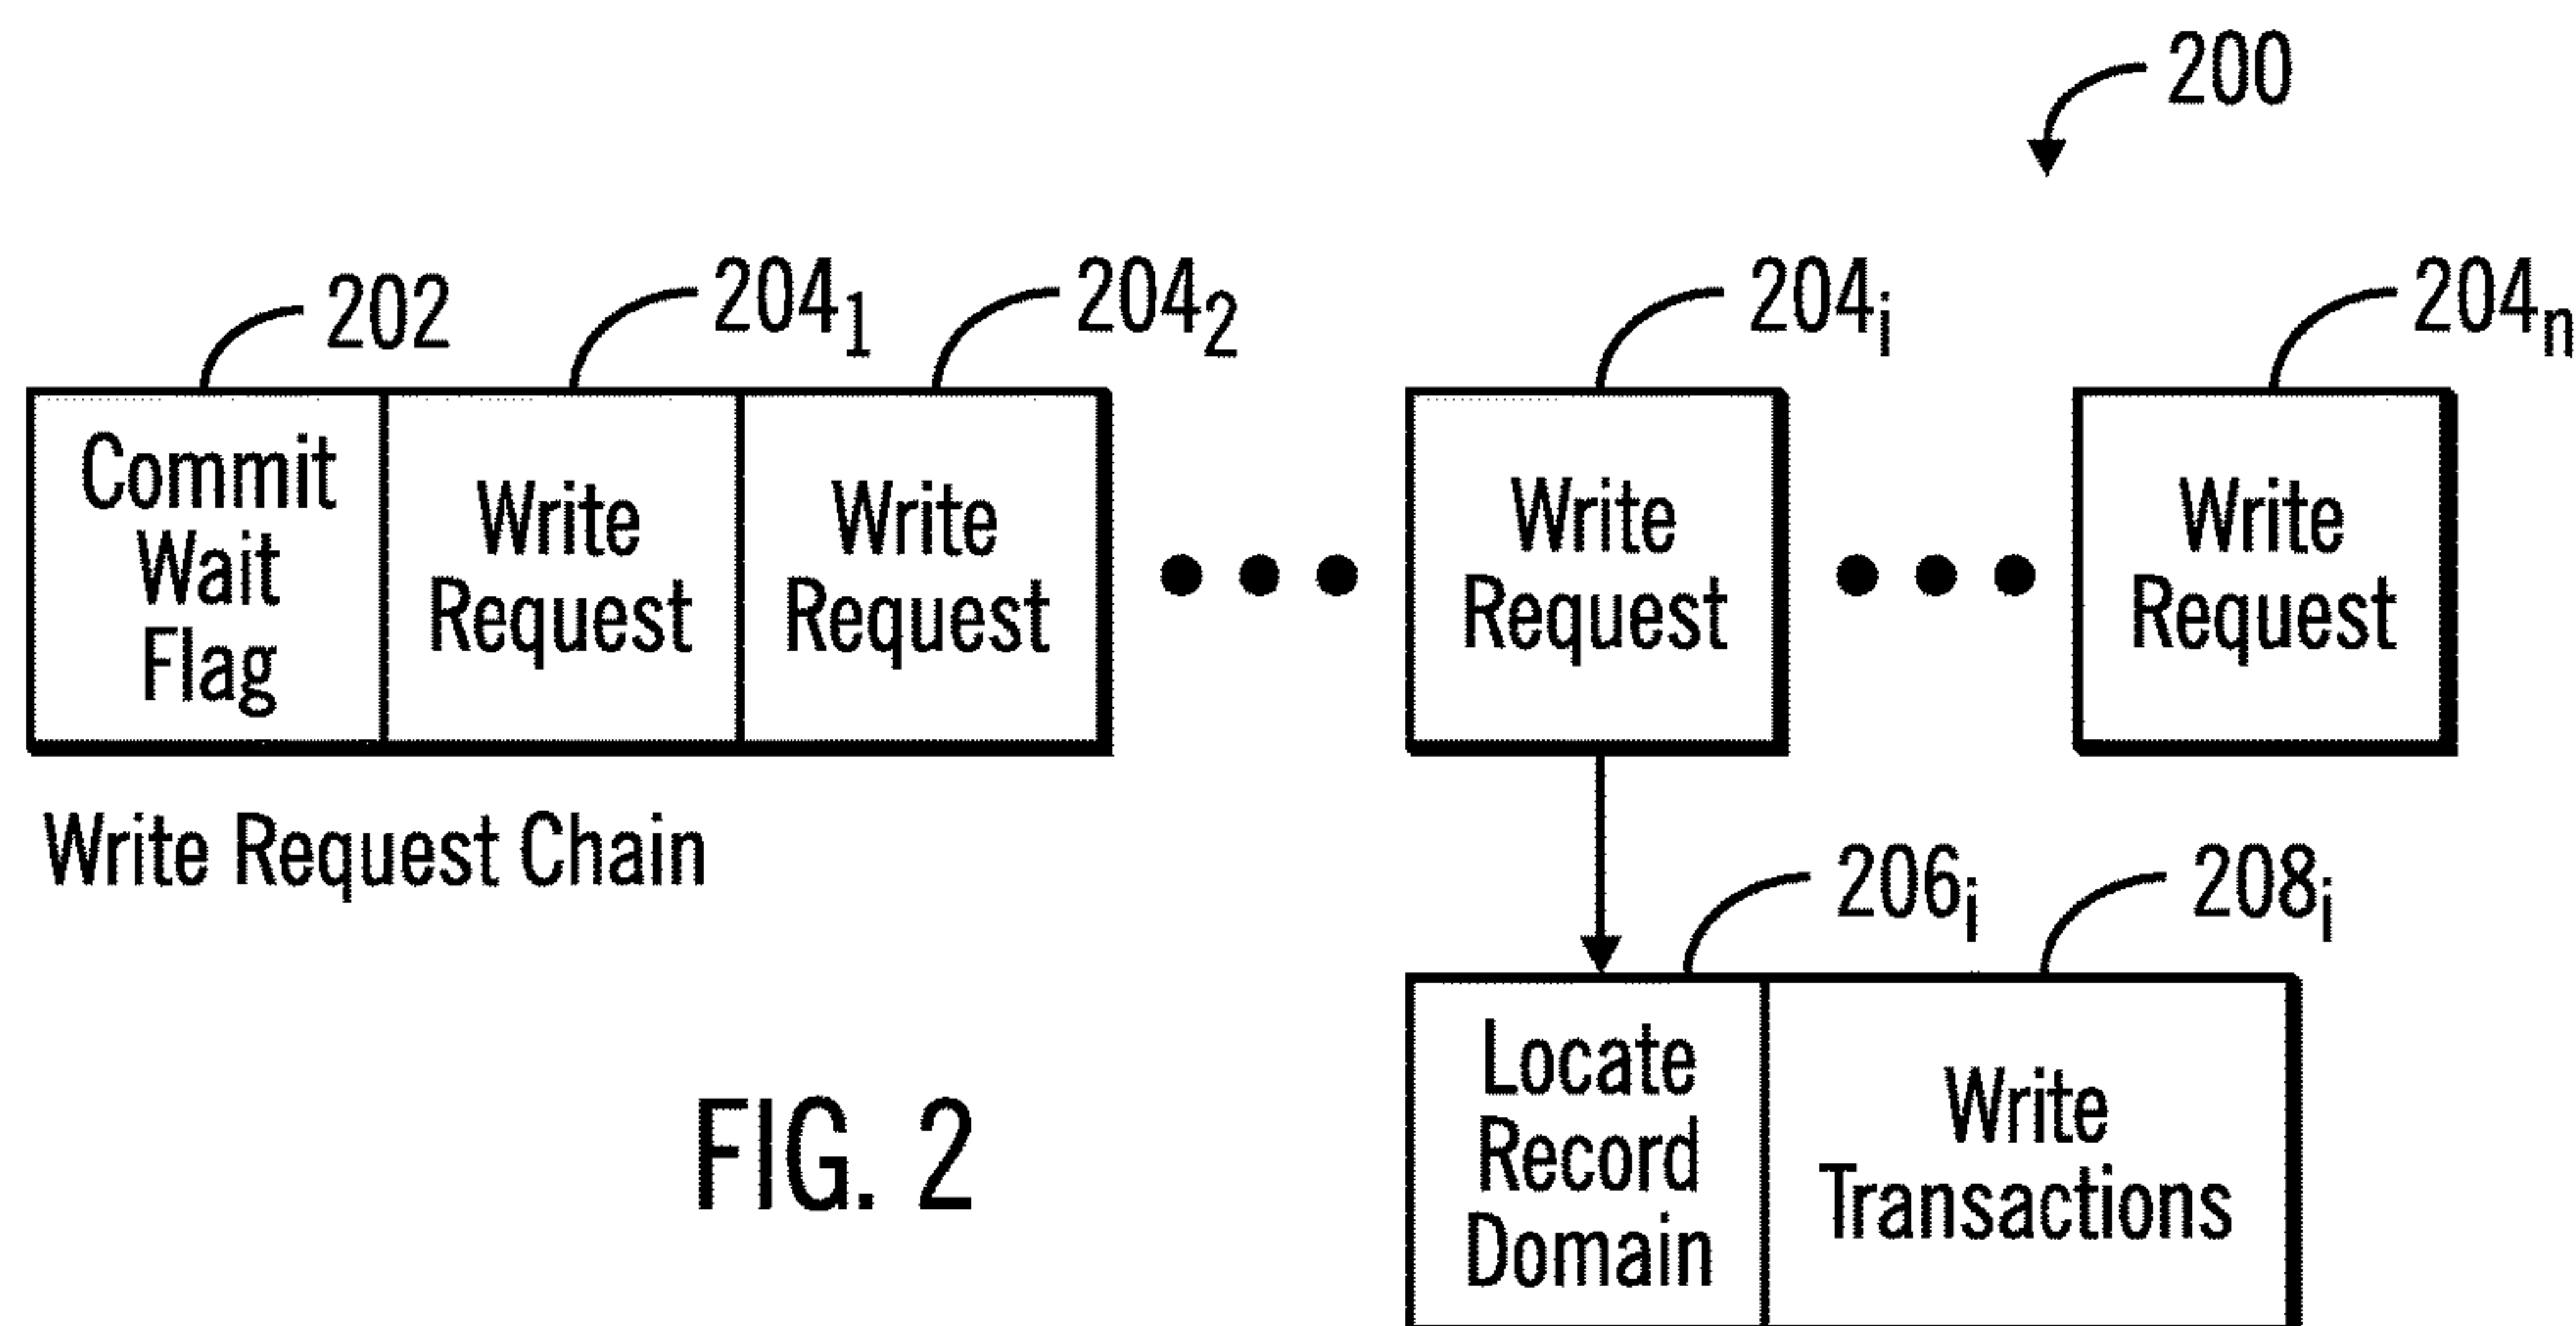 200
202
204₁
204₂
204ᵢ
204ₙ
Commit
Wait
Flag
Write
Request
Write
Request
Write
Request
Write
Request
Write Request Chain
206ᵢ
208ᵢ
Locate
Record
Domain
Write
Transactions
FIG. 2